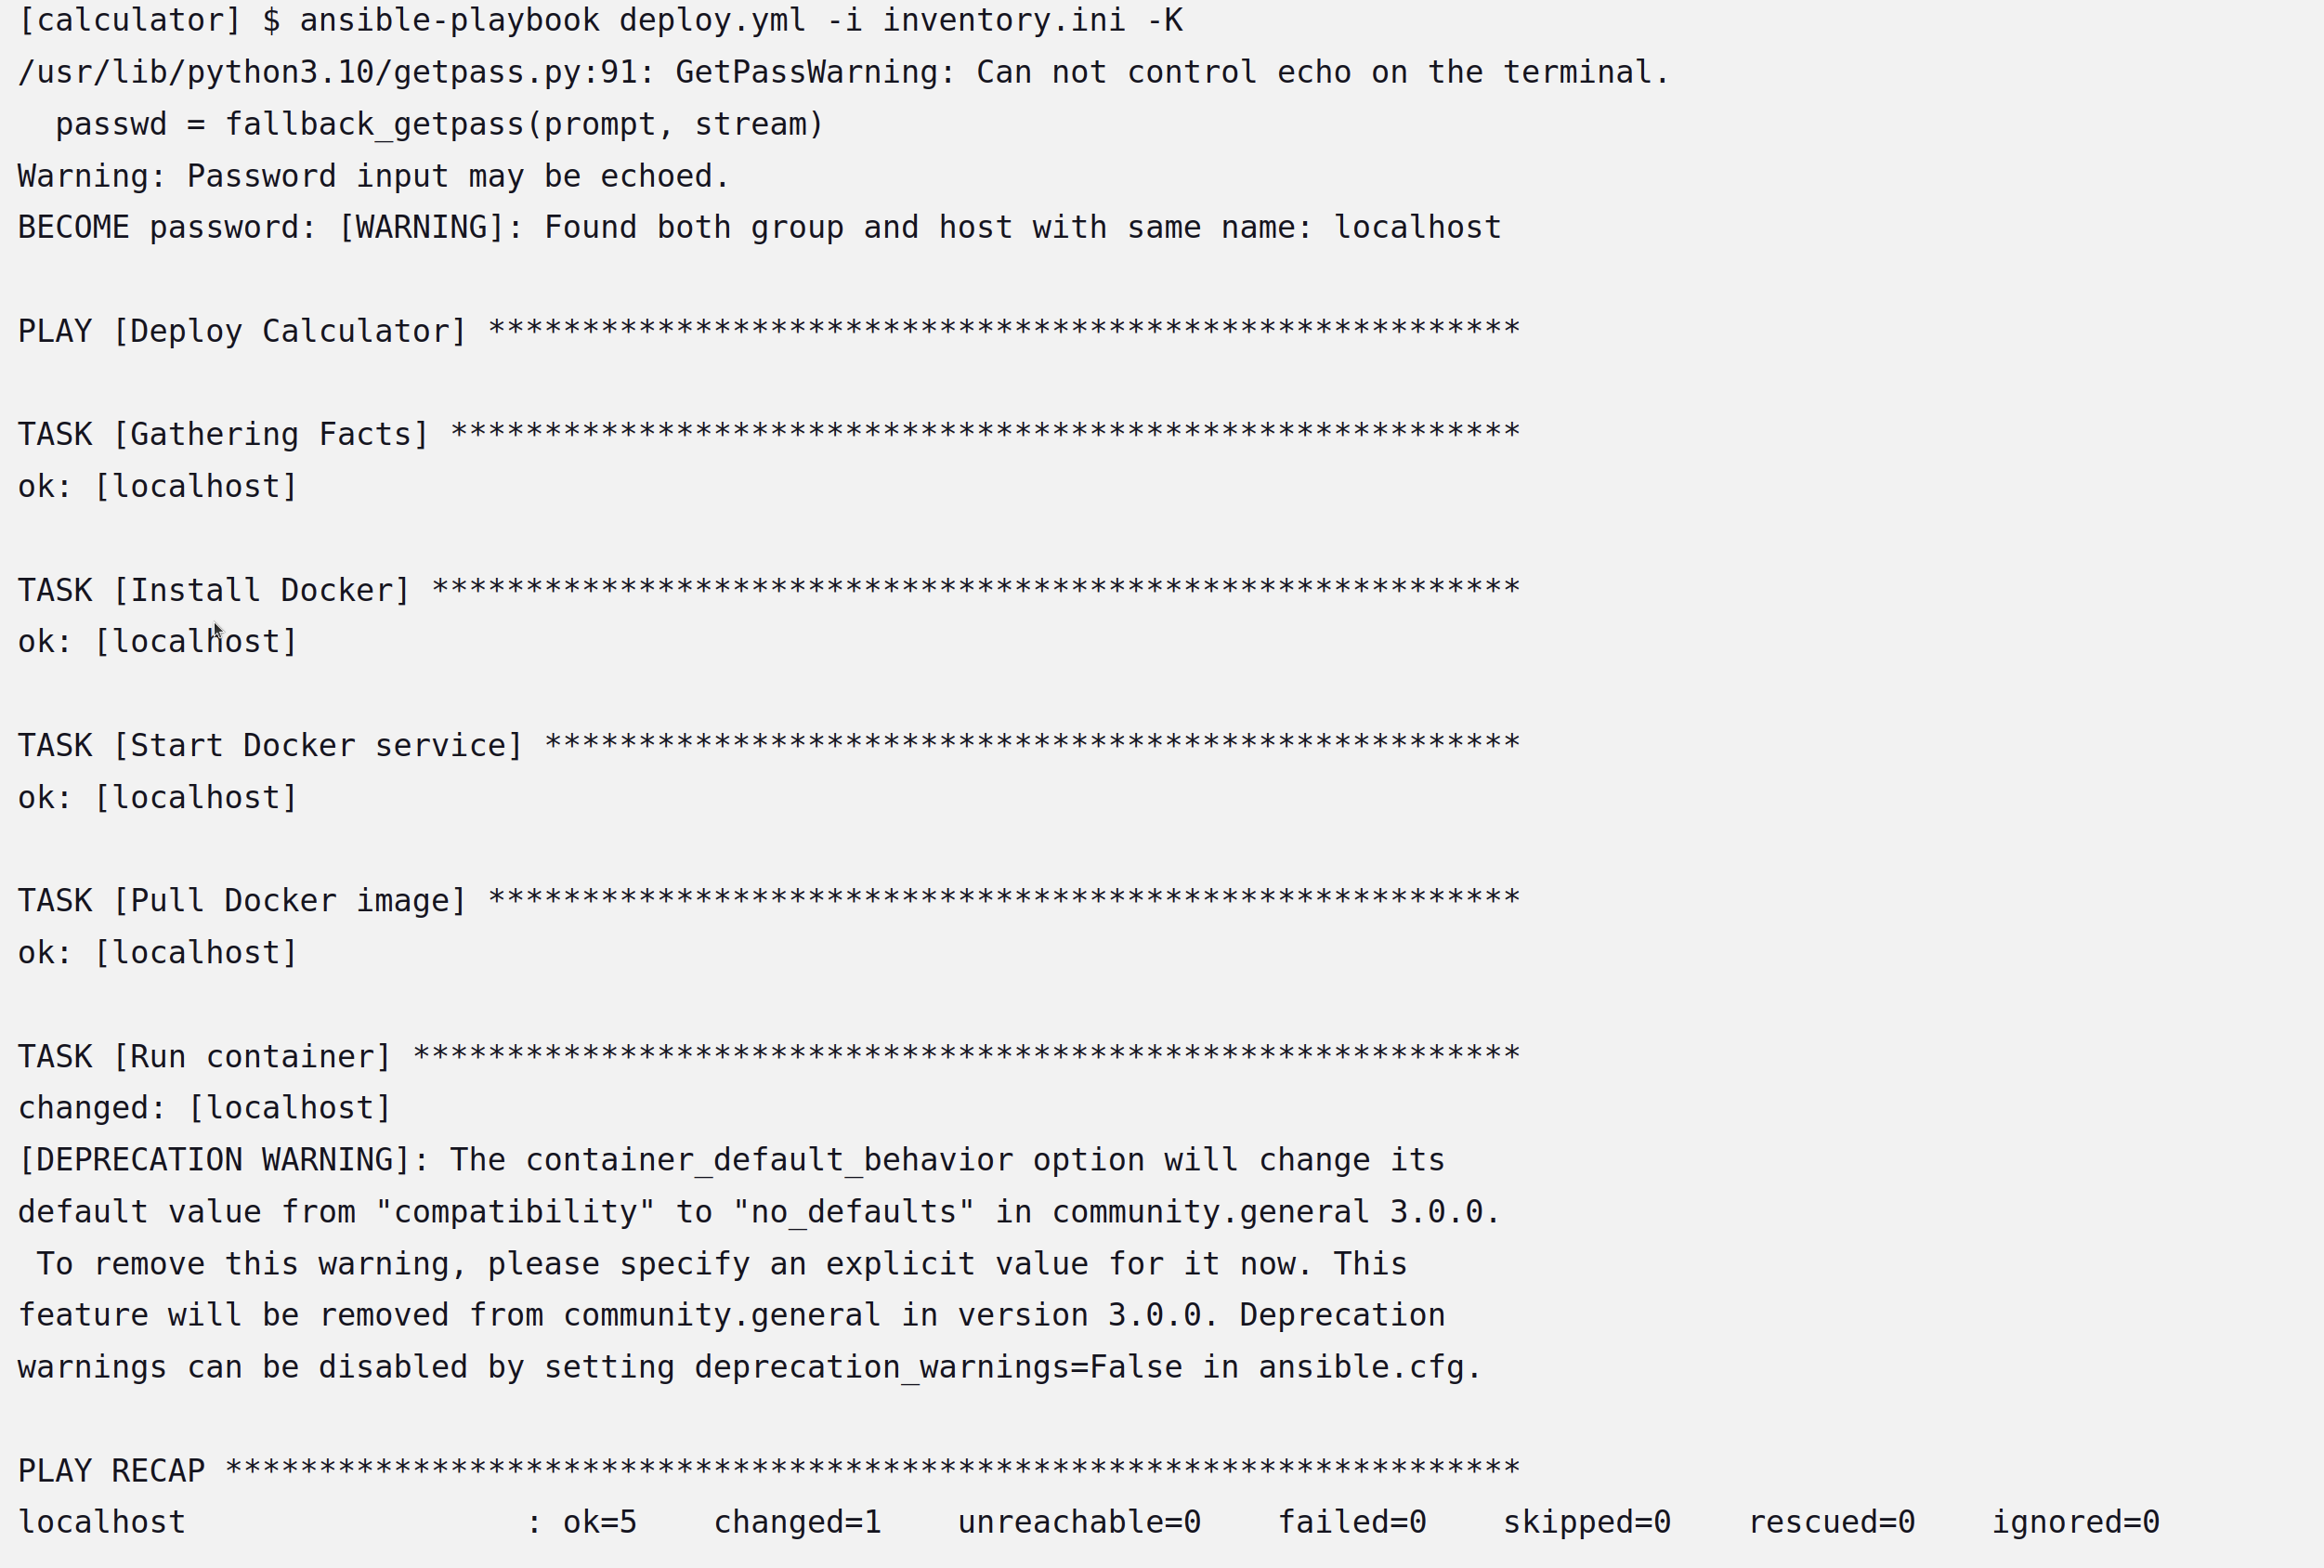 [calculator] $ ansible-playbook deploy.yml -i inventory.ini -K
/usr/lib/python3.10/getpass.py:91: GetPassWarning: Can not control echo on the terminal.
  passwd = fallback_getpass(prompt, stream)
Warning: Password input may be echoed.
BECOME password: [WARNING]: Found both group and host with same name: localhost

PLAY [Deploy Calculator] *******************************************************

TASK [Gathering Facts] *********************************************************
ok: [localhost]

TASK [Install Docker] **********************************************************
ok: [localhost]

TASK [Start Docker service] ****************************************************
ok: [localhost]

TASK [Pull Docker image] *******************************************************
ok: [localhost]

TASK [Run container] ***********************************************************
changed: [localhost]
[DEPRECATION WARNING]: The container_default_behavior option will change its
default value from "compatibility" to "no_defaults" in community.general 3.0.0.
 To remove this warning, please specify an explicit value for it now. This
feature will be removed from community.general in version 3.0.0. Deprecation
warnings can be disabled by setting deprecation_warnings=False in ansible.cfg.

PLAY RECAP *********************************************************************
localhost                  : ok=5    changed=1    unreachable=0    failed=0    skipped=0    rescued=0    ignored=0